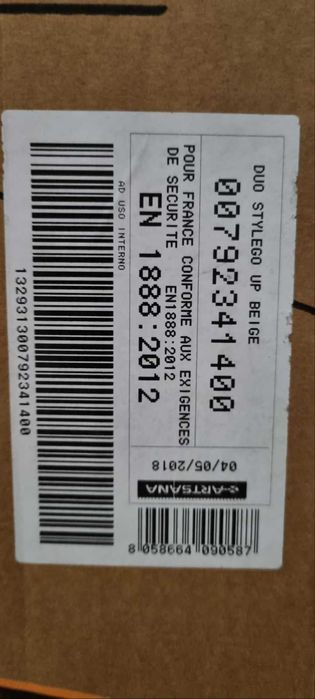 DUO STYLEGO UP BEIGE
00792341400
POUR FRANCE CONFORME AUX EXIGENCES
DE SECURITE EN1888:2012
EN 1888:2012
AD USO INTERNO
132931300792341400
04/05/2018
ARTSANA
8 058664 090587